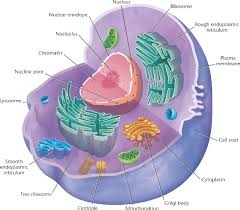 Nucleus
Nuclear envelope
Ribosome
Nucleolus
Rough endoplasmic
reticulum
Chromatin
Plasma
membrane
Nuclear pore
Lysosome
Cell coat
Smooth
endoplasmic
reticulum
Cytoplasm
Free ribosome
Golgi body
Centriole
Mitochondrion